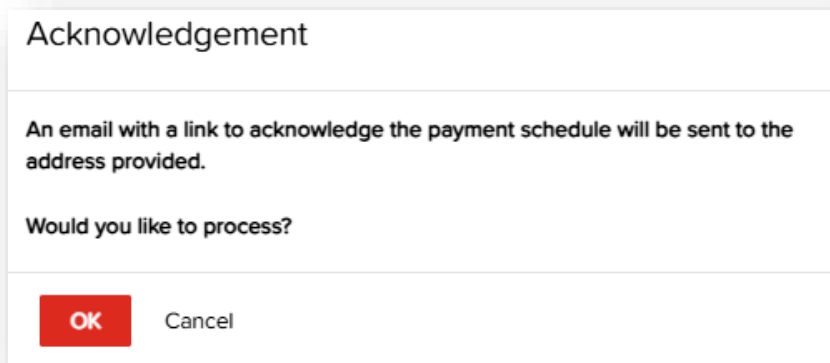 Acknowledgement
An email with a link to acknowledge the payment schedule will be sent to the
address provided.
Would you like to process?
OK
Cancel